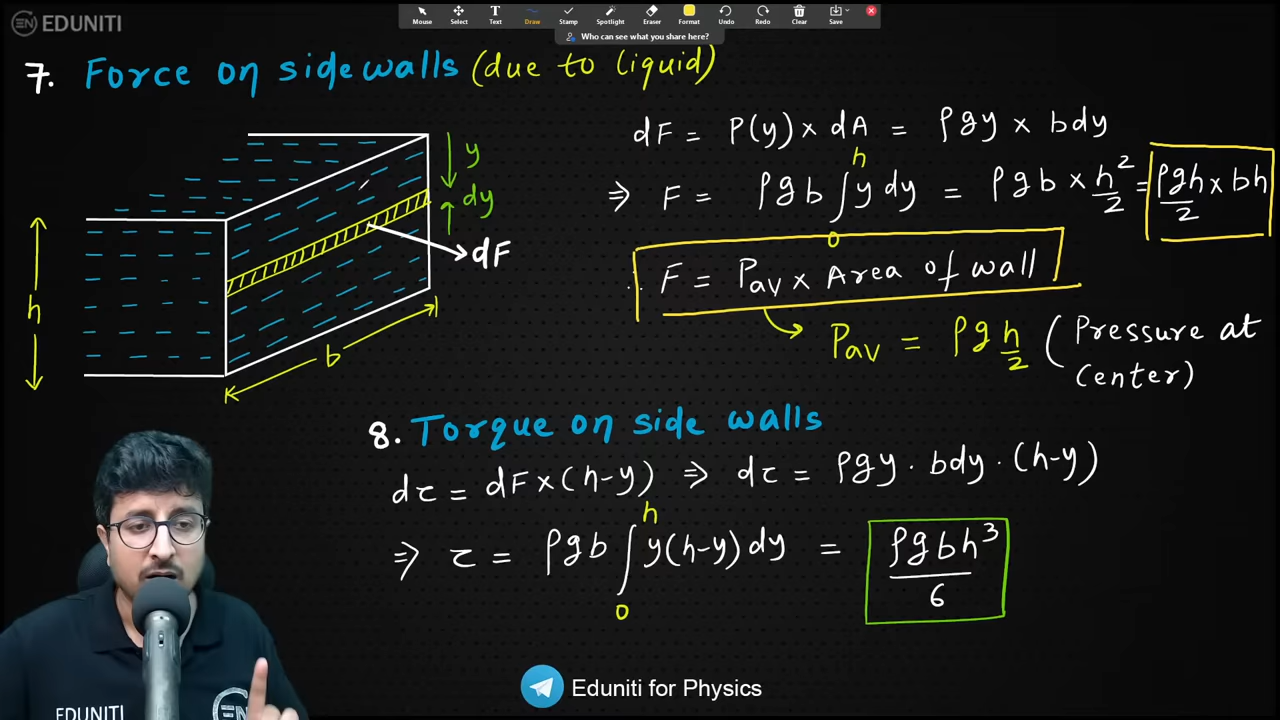 EN EDUNITI
Mouse Select Text Draw Stamp Spotlight Eraser Format Undo Redo Clear Save
Who can see what you share here?
7. Force on side walls (due to liquid)
y
dy
dF
h
b
dF = P(y) × dA = ρgy × bdy
⇒ F = ρgb ∫₀ʰ y dy = ρgb × h²/2 = ρgh/2 × bh
∴ F = Pav × Area of wall
Pav = ρg h/2 (Pressure at center)
8. Torque on side walls
dτ = dF × (h-y) ⇒ dτ = ρgy · bdy · (h-y)
⇒ τ = ρgb ∫₀ʰ y(h-y) dy = ρgbh³/6
EDUNITI
EN
Eduniti for Physics